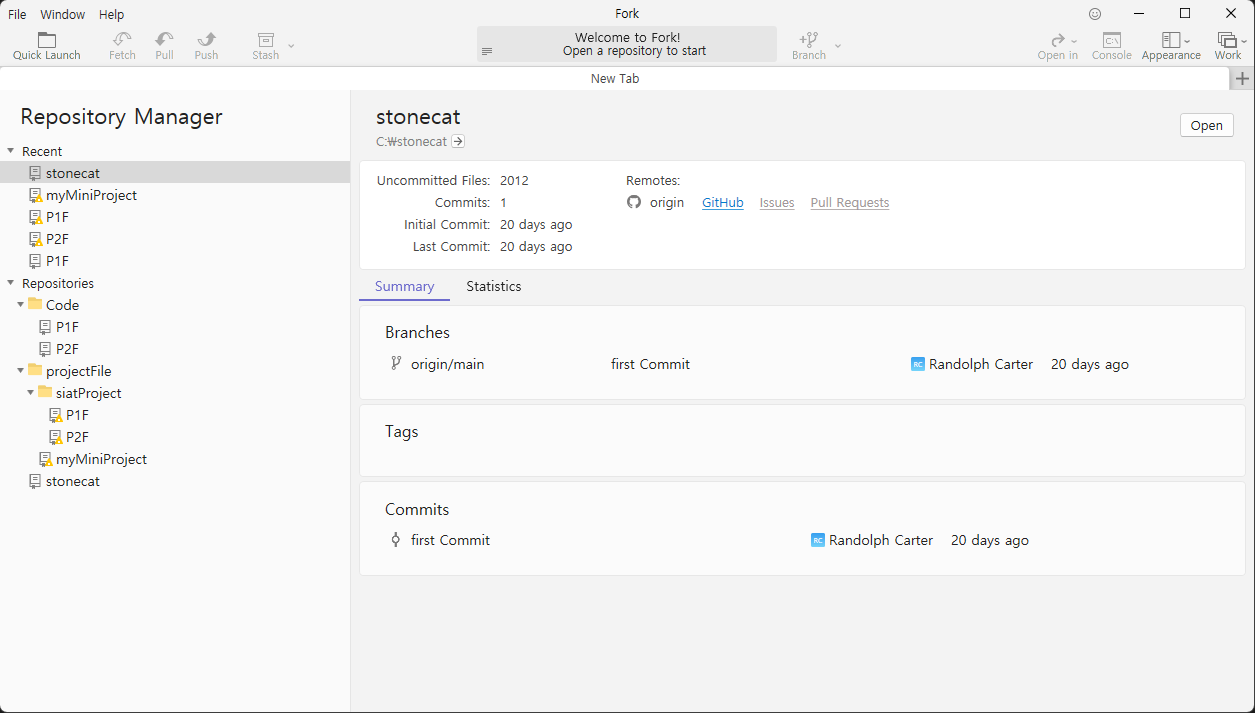 File Window Help
Fork
Quick Launch
Fetch
Pull
Push
Stash
Welcome to Fork!
Open a repository to start
Branch
Open in
Console
Appearance
Work
New Tab
Repository Manager
Recent
stonecat
myMiniProject
P1F
P2F
P1F
Repositories
Code
P1F
P2F
projectFile
siatProject
P1F
P2F
myMiniProject
stonecat
stonecat
C:₩stonecat
Open
Uncommitted Files: 2012
Commits: 1
Initial Commit: 20 days ago
Last Commit: 20 days ago
Remotes:
origin GitHub Issues Pull Requests
Summary Statistics
Branches
origin/main first Commit RC Randolph Carter 20 days ago
Tags
Commits
first Commit RC Randolph Carter 20 days ago